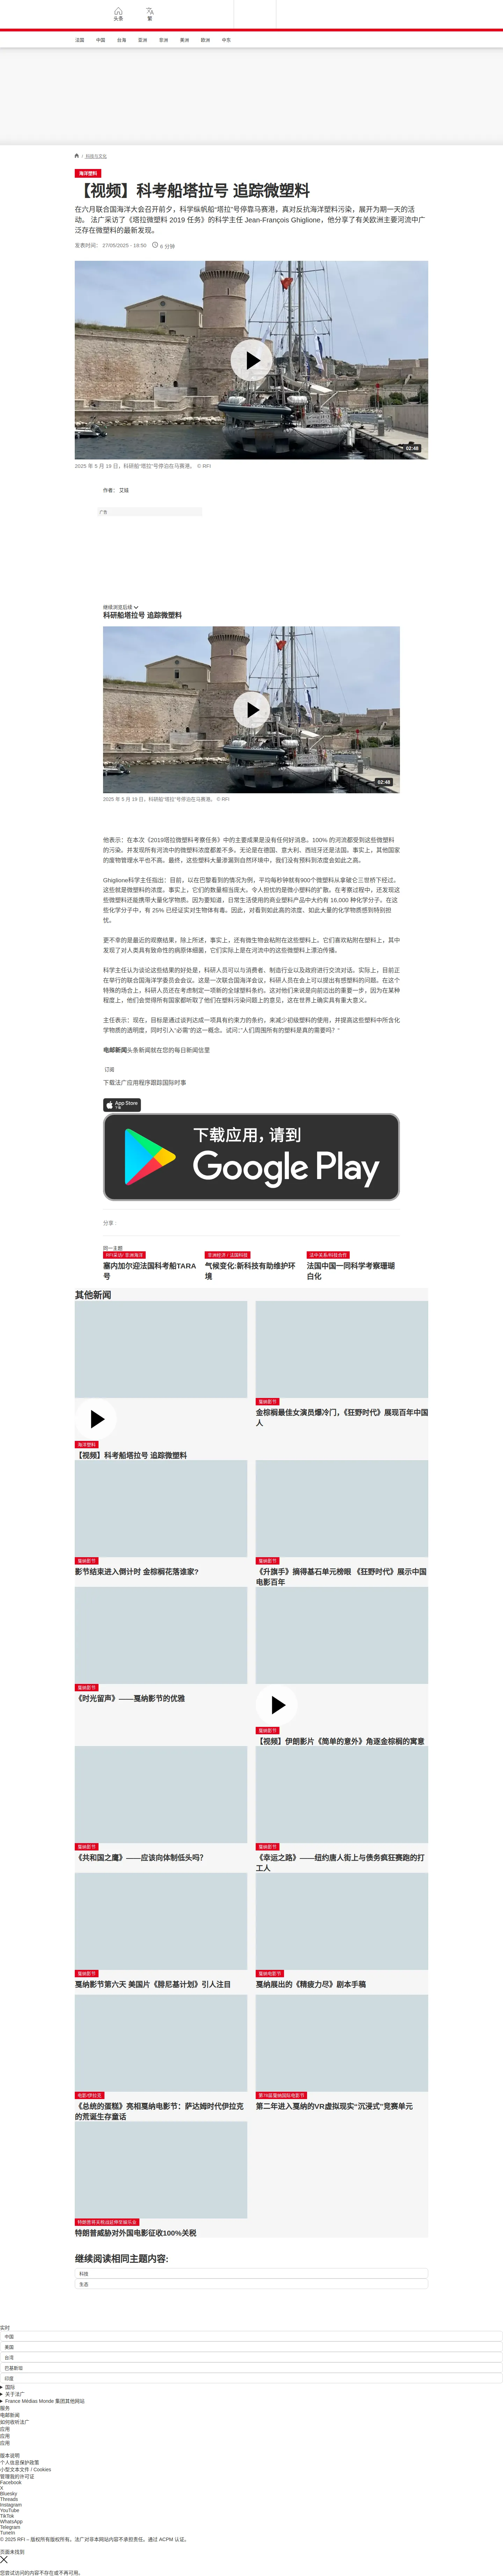 头条
繁
法国
中国
台海
亚洲
非洲
美洲
欧洲
中东
/ 科技与文化
海洋塑料
【视频】科考船塔拉号 追踪微塑料
在六月联合国海洋大会召开前夕，科学纵帆船“塔拉”号停靠马赛港，真对反抗海洋塑料污染，展开为期一天的活
动。 法广采访了《塔拉微塑料 2019 任务》的科学主任 Jean-François Ghiglione，他分享了有关欧洲主要河流中广
泛存在微塑料的最新发现。
发表时间： 27/05/2025 - 19:50 6 分钟
02:48
2025 年 5 月 19 日，科研船“塔拉”号停泊在马赛港。 © RFI
作者： 艾娃
广告
继续浏览后续
科研船塔拉号 追踪微塑料
02:48
2025 年 5 月 19 日，科研船“塔拉”号停泊在马赛港。 © RFI
他表示：在本次《2019塔拉微塑料考察任务》中的主要成果是没有任何好消息。100% 的河流都受到这些微塑料
的污染。并发现所有河流中的微塑料浓度都差不多。无论是在德国、意大利、西班牙还是法国。事实上，其他国家
的废物管理水平也不高。最终，这些塑料大量渗漏到自然环境中，我们没有预料到浓度会如此之高。
Ghiglione科学主任指出：目前，以在巴黎看到的情况为例，平均每秒钟就有900个微塑料从拿破仑三世桥下经过。
这些就是微塑料的浓度。事实上，它们的数量相当庞大。令人担忧的是微小塑料的扩散。在考察过程中，还发现这
些微塑料还能携带大量化学物质。因为要知道，日常生活使用的商业塑料产品中大约有 16,000 种化学分子。在这
些化学分子中，有 25% 已经证实对生物体有毒。因此，对看到如此高的浓度、如此大量的化学物质感到特别担
忧。
更不幸的是最近的观察结果，除上所述，事实上，还有微生物会粘附在这些塑料上。它们喜欢粘附在塑料上，其中
发现了对人类具有致命性的病原体细菌，它们实际上是在河流中的这些微塑料上漂泊传播。
科学主任认为谈论这些结果的好处是，科研人员可以与消费者、制造行业以及政府进行交流对话。实际上，目前正
在举行的联合国海洋学委员会会议。这是一次联合国海洋会议，科研人员在会上可以提出有感塑料的问题。在这个
特殊的场合上，科研人员还在考虑制定一项新的全球塑料条约。这对他们来说是向前迈出的重要一步，因为在某种
程度上，他们会觉得所有国家都听取了他们在塑料污染问题上的意见，这在世界上确实具有重大意义。
主任表示：现在，目标是通过谈判达成一项具有约束力的条约，来减少初级塑料的使用，并提高这些塑料中所含化
学物质的透明度，同时引入“必需”的这一概念。试问：“人们周围所有的塑料是真的需要吗？”
电邮新闻头条新闻就在您的每日新闻信里
订阅
下载法广应用程序跟踪国际时事
App Store
下载
下载应用，请到
Google Play
分享：
同一主题
RFI采访/ 非洲海洋
塞内加尔迎法国科考船TARA
号
非洲经济 / 法国科技
气候变化:新科技有助维护环
境
法中关系/科技合作
法国中国一同科学考察珊瑚
白化
其他新闻
海洋塑料
【视频】科考船塔拉号 追踪微塑料
戛纳影节
金棕榈最佳女演员爆冷门，《狂野时代》展现百年中国
人
戛纳影节
影节结束进入倒计时 金棕榈花落谁家?
戛纳影节
《升旗手》摘得基石单元榜眼 《狂野时代》展示中国
电影百年
戛纳影节
《时光留声》——戛纳影节的优雅
戛纳影节
【视频】伊朗影片《简单的意外》角逐金棕榈的寓意
戛纳影节
《共和国之鹰》——应该向体制低头吗？
戛纳影节
《幸运之路》——纽约唐人街上与债务疯狂赛跑的打
工人
戛纳影节
戛纳影节第六天 美国片《腓尼基计划》引人注目
戛纳电影节
戛纳展出的《精疲力尽》剧本手稿
电影/伊拉克
《总统的蛋糕》亮相戛纳电影节：萨达姆时代伊拉克
的荒诞生存童话
第78届戛纳国际电影节
第二年进入戛纳的VR虚拟现实“沉浸式”竞赛单元
特朗普威胁对外国电影征收100%关税
继续阅读相同主题内容:
科技
生态
实时
中国
美国
台湾
巴基斯坦
印度
国际
关于法广
France Médias Monde 集团其他网站
服务
电邮新闻
如何收听法广
应用
应用
应用
版本说明
个人信息保护政策
小型文本文件 / Cookies
管理我的许可证
Facebook
X
Bluesky
Threads
Instagram
YouTube
TikTok
WhatsApp
Telegram
TuneIn
© 2025 RFI – 版权所有版权所有。法广对非本网站内容不承担责任。通过 ACPM 认证。
页面未找到
您尝试访问的内容不存在或不再可用。